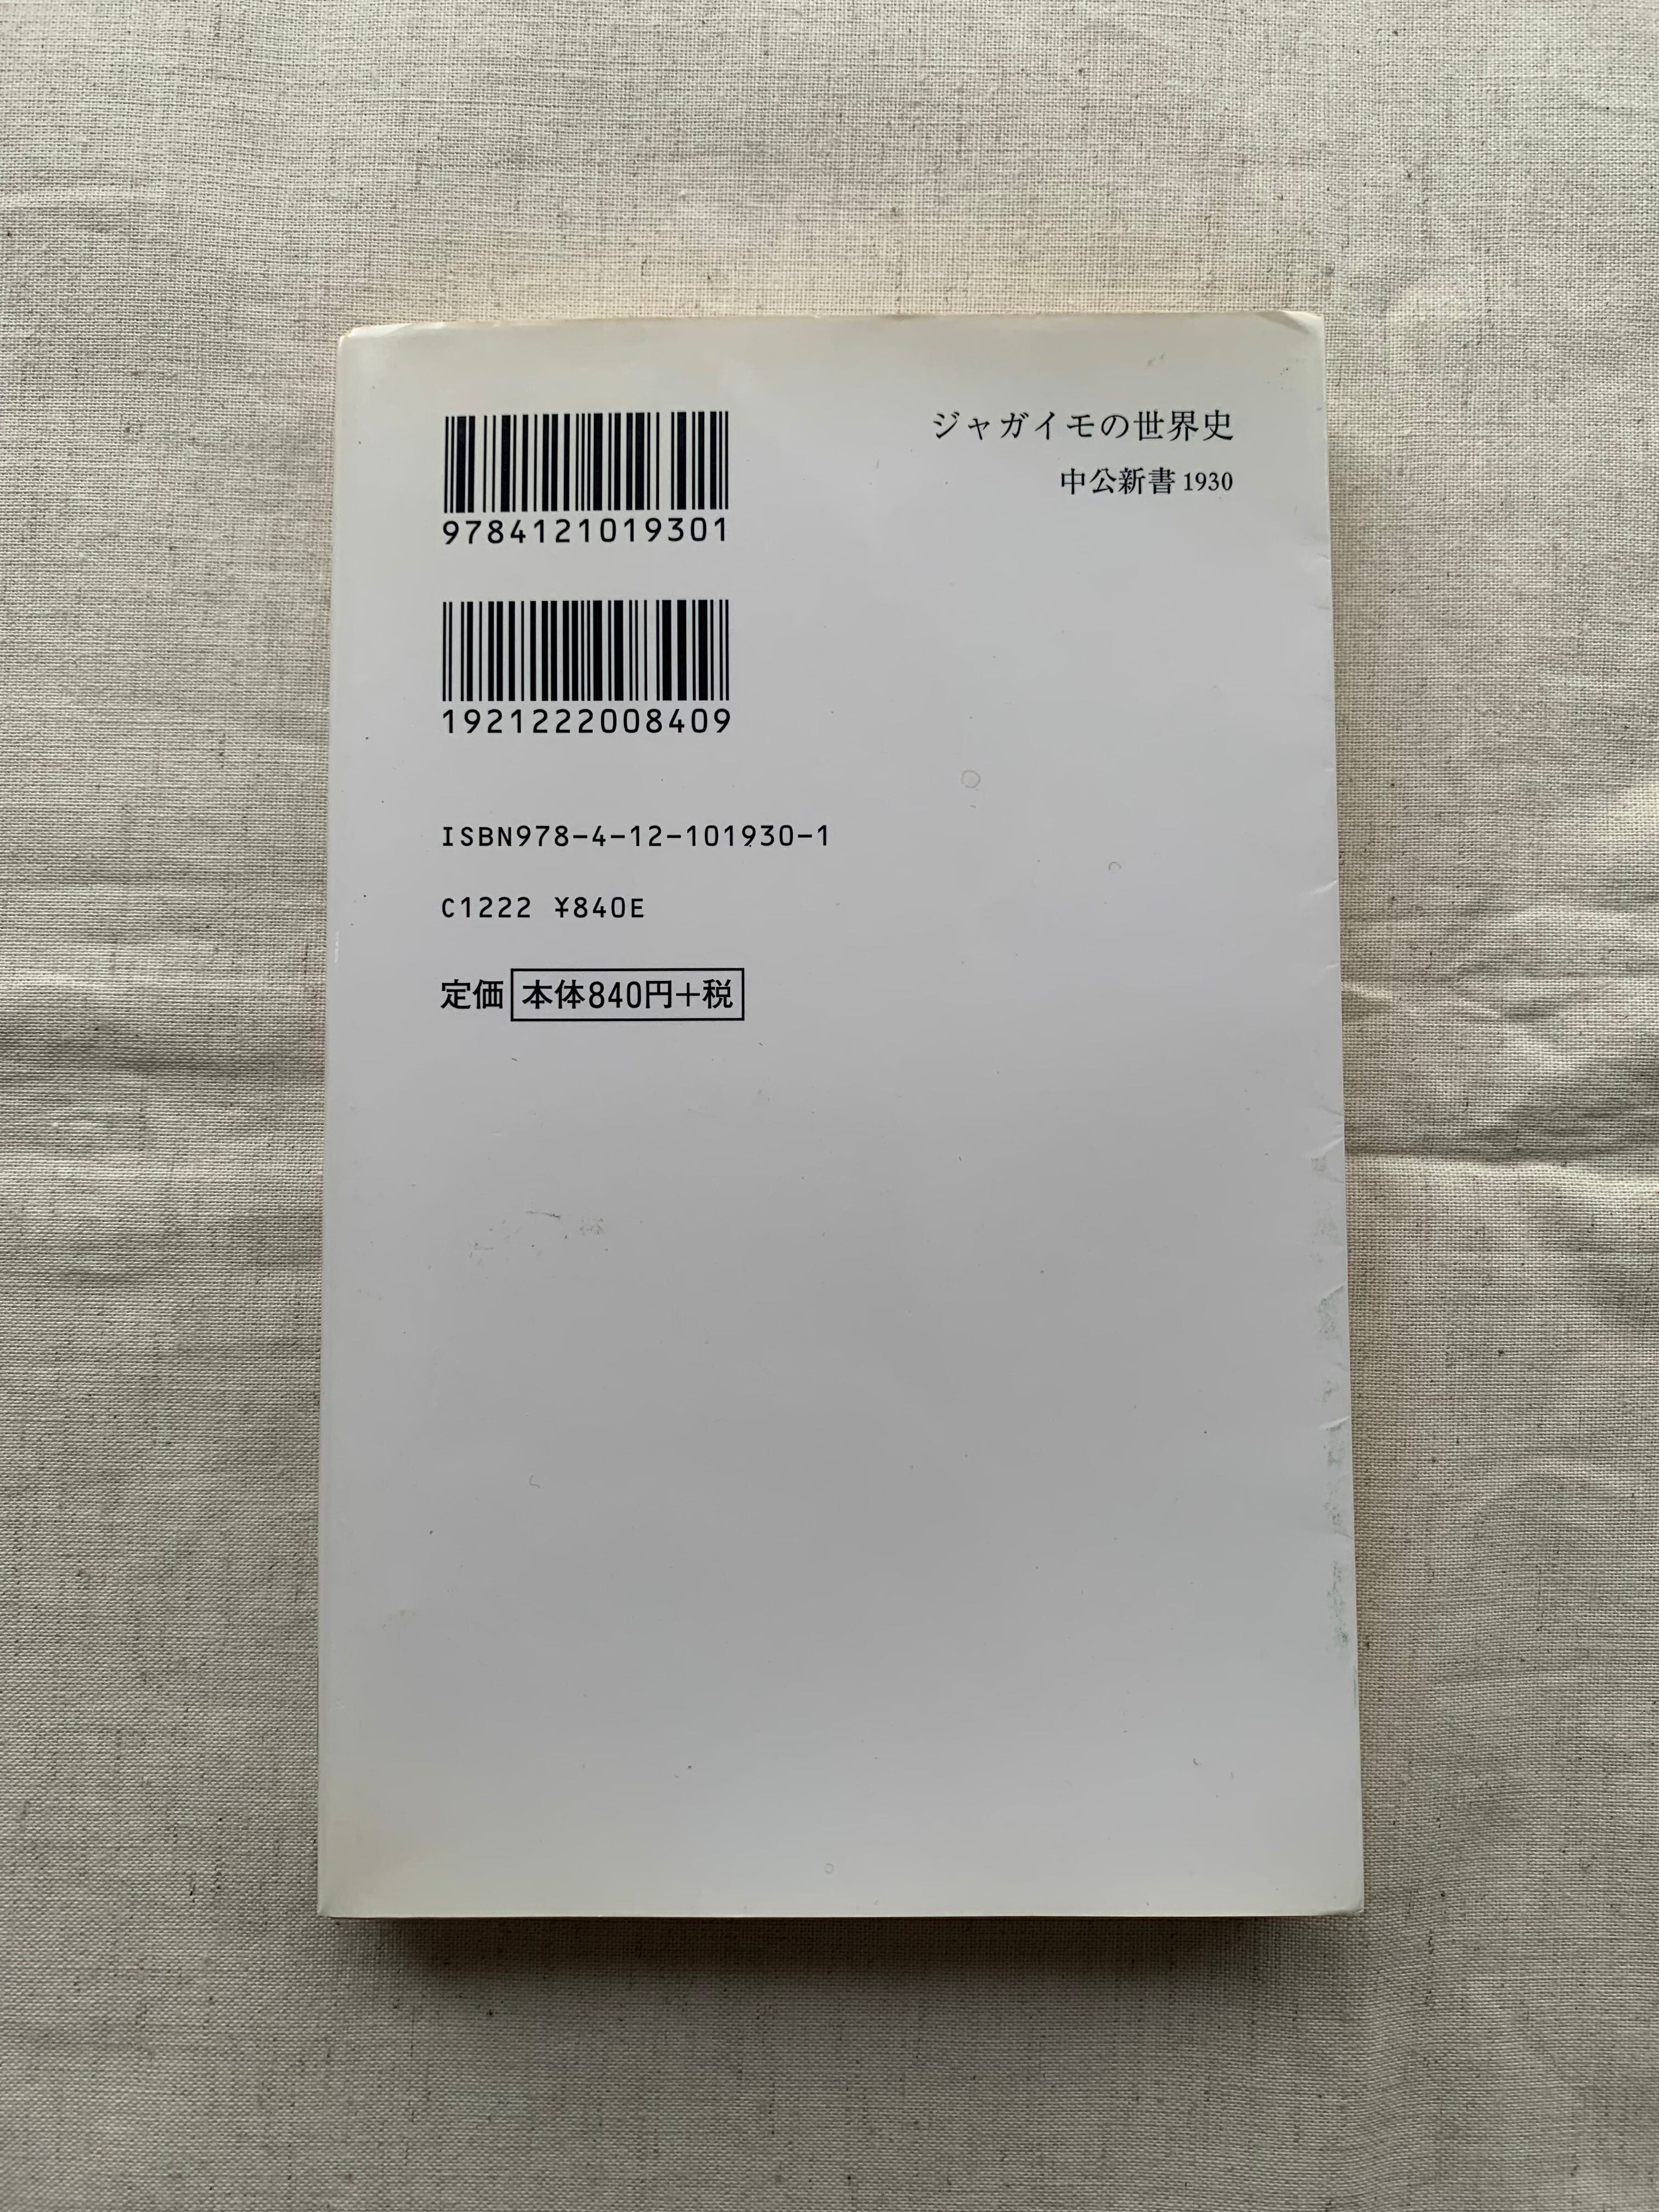 ジャガイモの世界史
中公新書 1930
9784121019301
1921222008409
ISBN978-4-12-101930-1
C1222 ¥840E
定価 本体840円+税